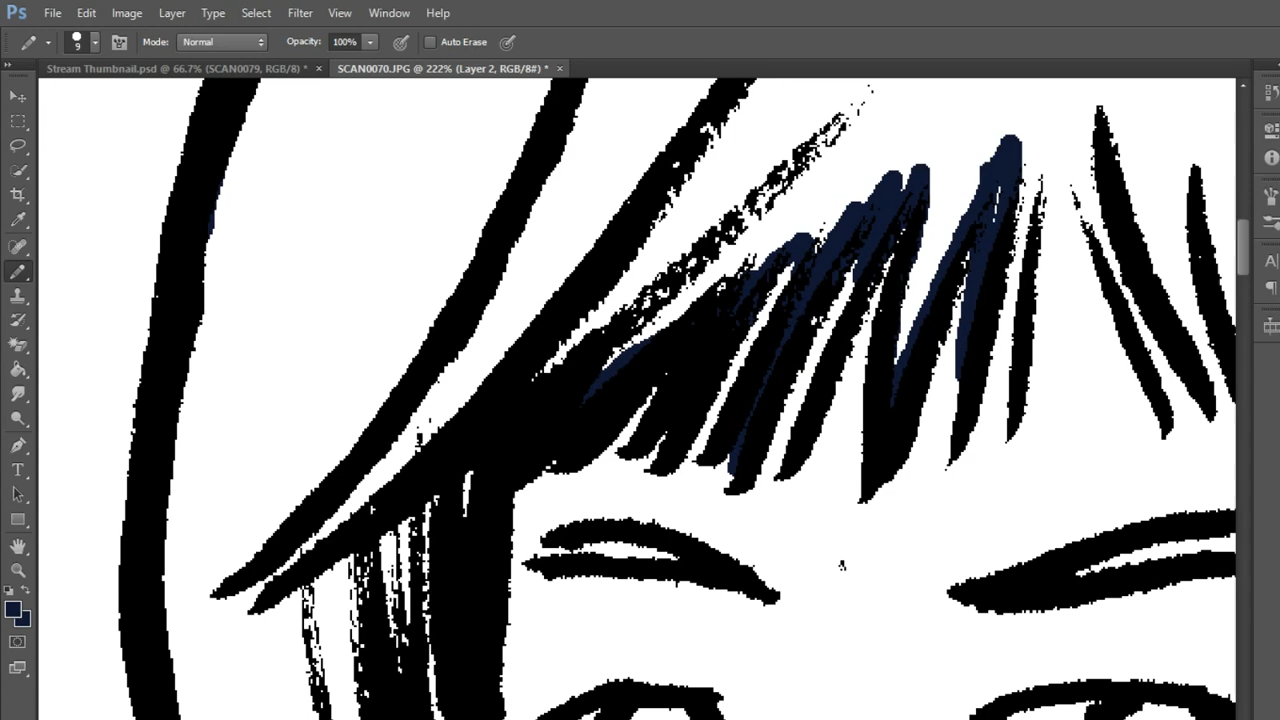 Ps File Edit Image Layer Type Select Filter View Window Help
9 Mode: Normal Opacity: 100% Auto Erase
Stream Thumbnail.psd @ 66.7% (SCAN0079, RGB/8) * × SCAN0070.JPG @ 222% (Layer 2, RGB/8#) * ×